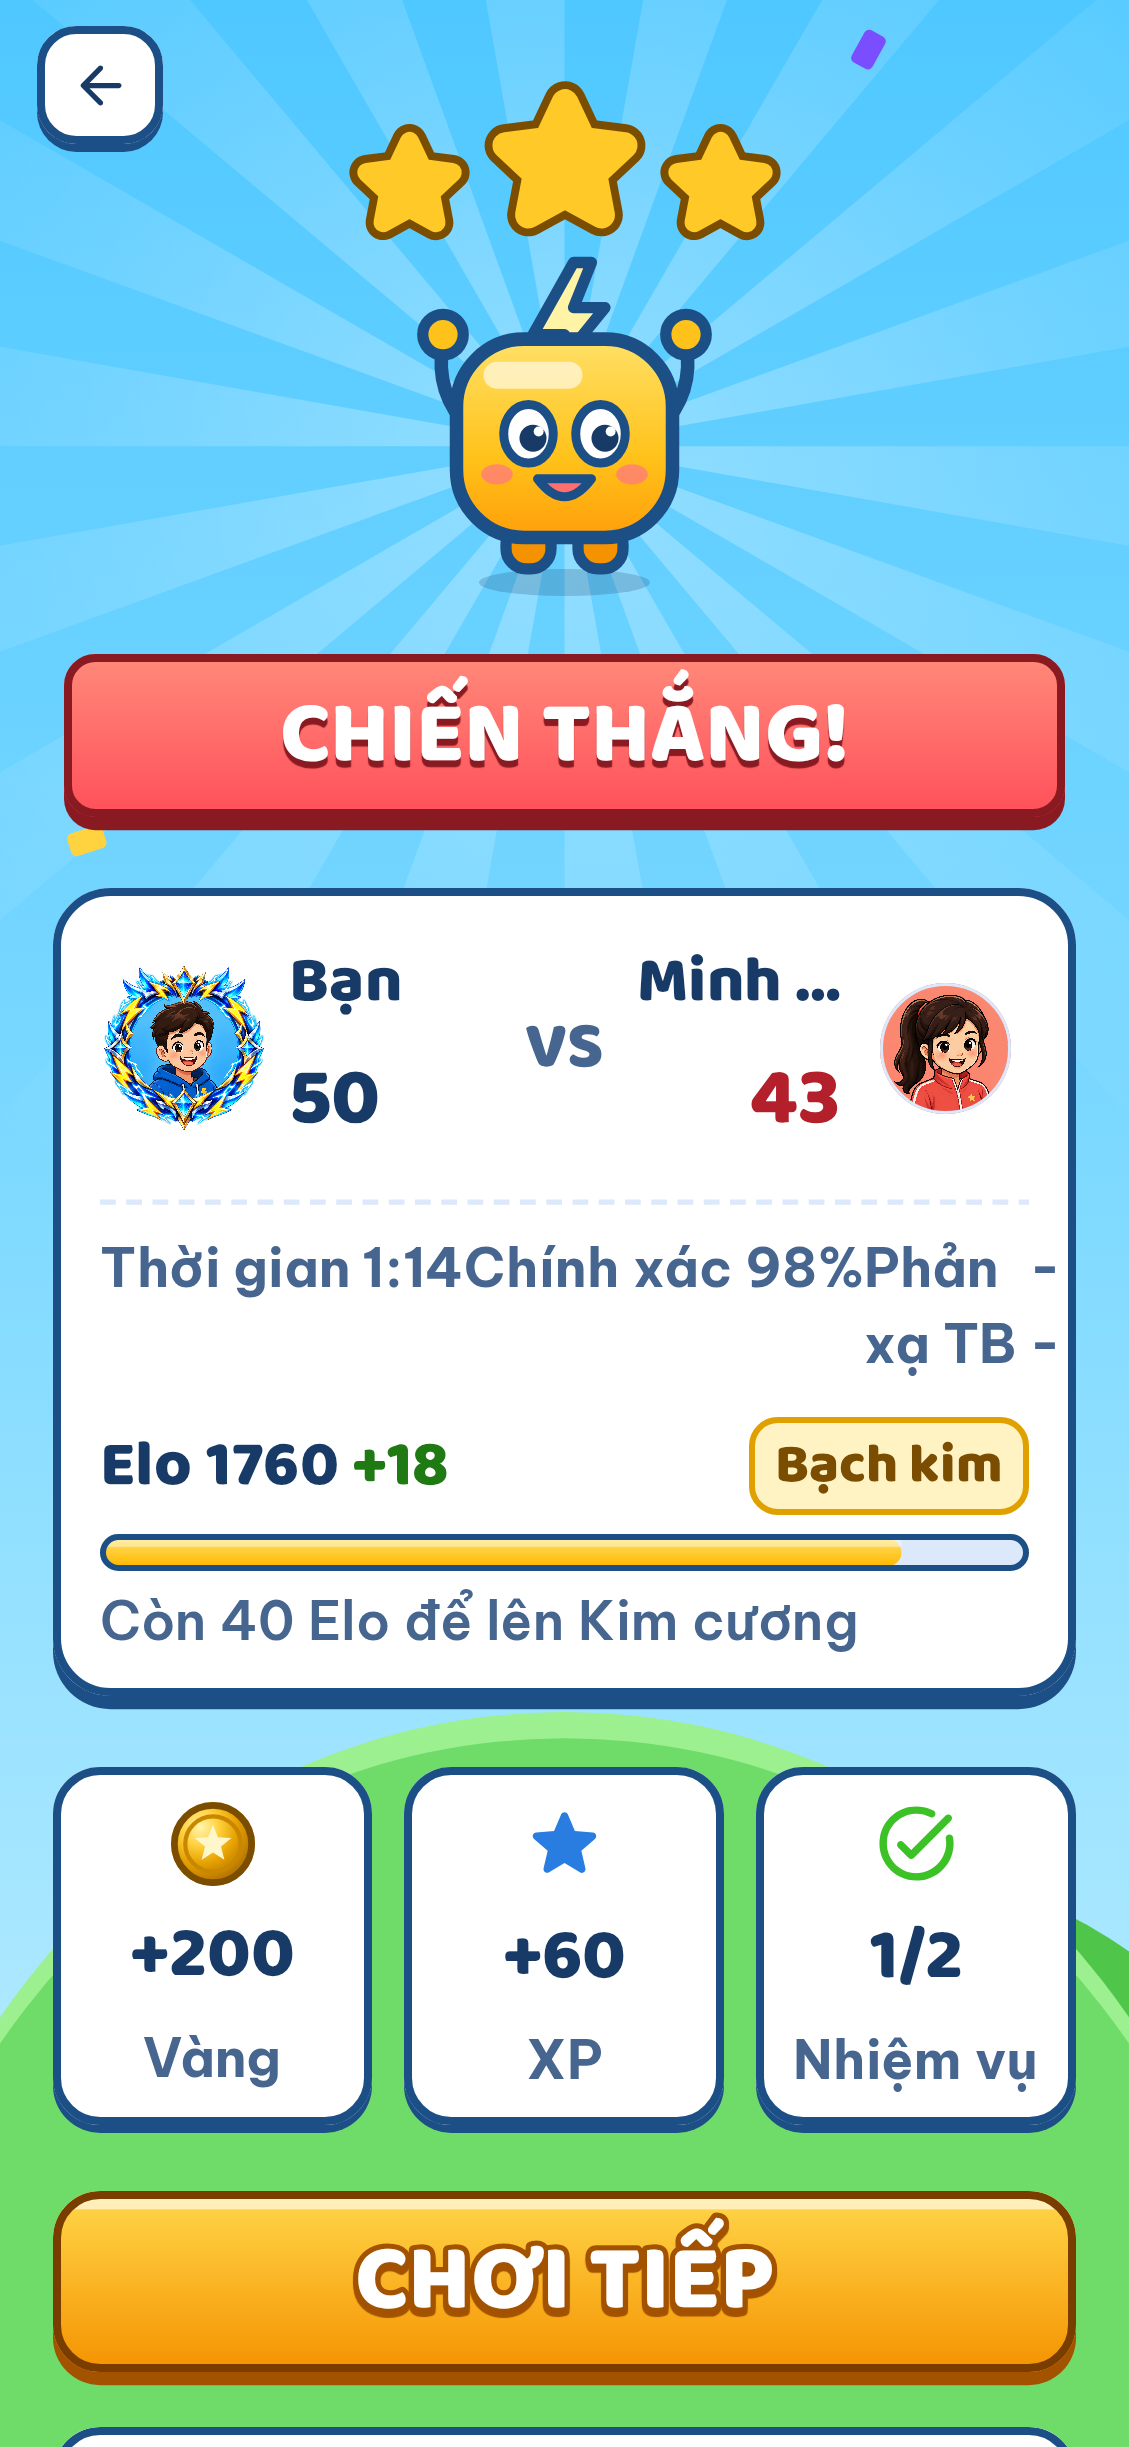 CHIẾN THẮNG!
Bạn
Minh ...
VS
50
43
Thời gian 1:14Chính xác 98%Phản -
xạ TB -
Elo 1760 +18
Bạch kim
Còn 40 Elo để lên Kim cương
+200
+60
1/2
Vàng
XP
Nhiệm vụ
CHƠI TIẾP